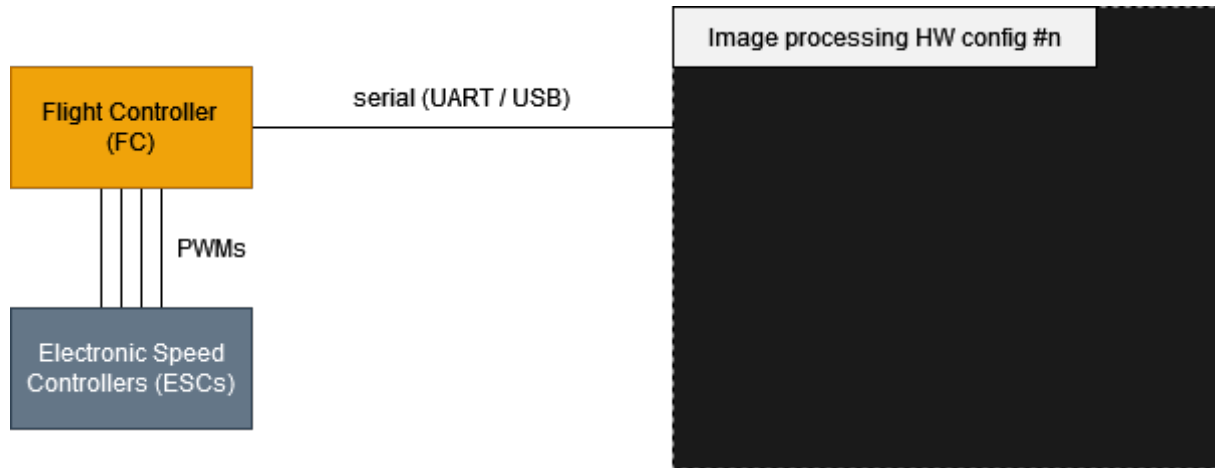 Image processing HW config #n
Flight Controller
(FC)
serial (UART / USB)
PWMs
Electronic Speed
Controllers (ESCs)